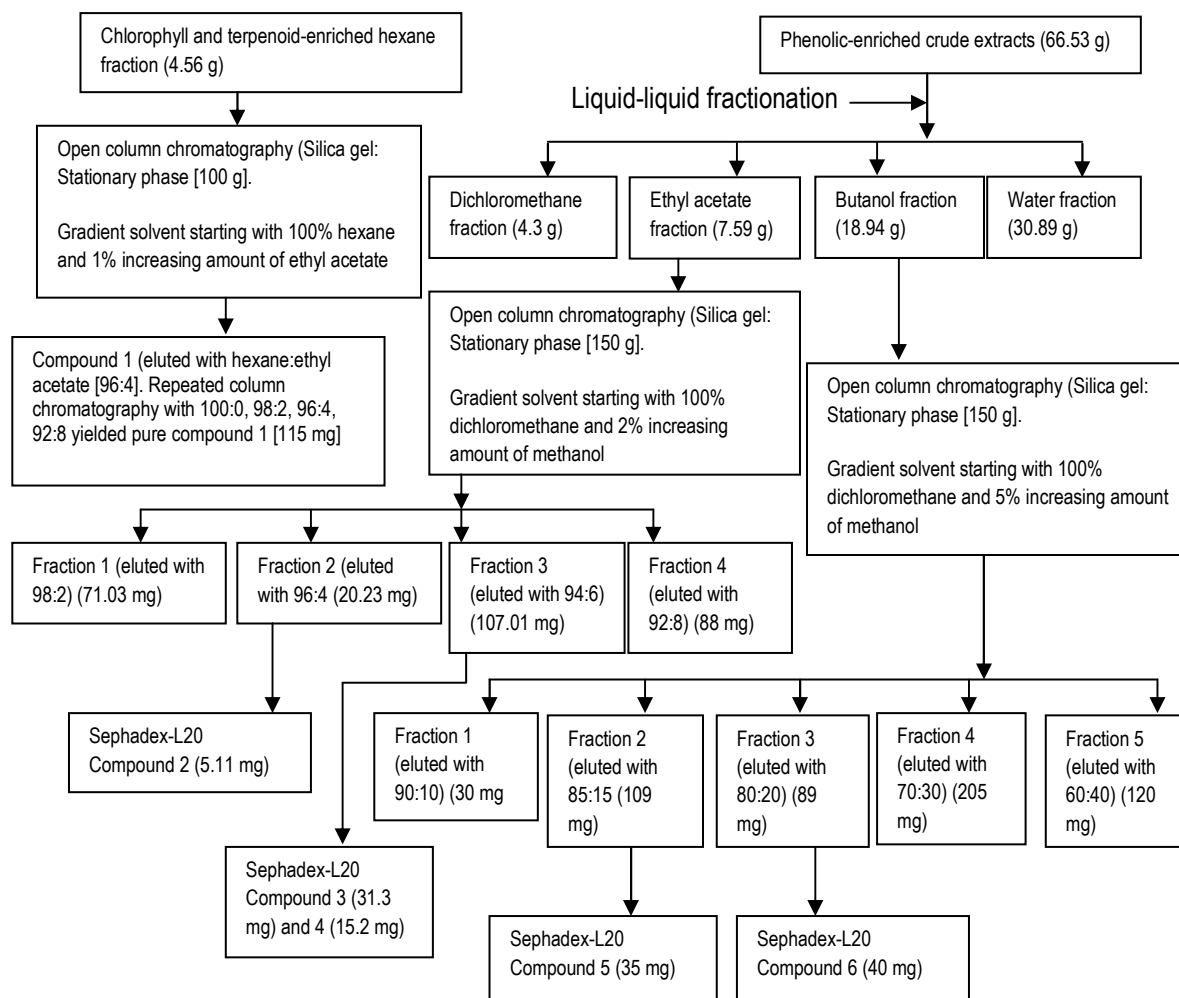 Chlorophyll and terpenoid-enriched hexane
fraction (4.56 g)
Phenolic-enriched crude extracts (66.53 g)
Liquid-liquid fractionation
Open column chromatography (Silica gel:
Stationary phase [100 g].
Gradient solvent starting with 100% hexane
and 1% increasing amount of ethyl acetate
Dichloromethane
fraction (4.3 g)
Ethyl acetate
fraction (7.59 g)
Butanol fraction
(18.94 g)
Water fraction
(30.89 g)
Compound 1 (eluted with hexane:ethyl
acetate [96:4]. Repeated column
chromatography with 100:0, 98:2, 96:4,
92:8 yielded pure compound 1 [115 mg]
Open column chromatography (Silica gel:
Stationary phase [150 g].
Gradient solvent starting with 100%
dichloromethane and 2% increasing
amount of methanol
Open column chromatography (Silica gel:
Stationary phase [150 g].
Gradient solvent starting with 100%
dichloromethane and 5% increasing amount
of methanol
Fraction 1 (eluted with
98:2) (71.03 mg)
Fraction 2 (eluted
with 96:4 (20.23 mg)
Fraction 3
(eluted with 94:6)
(107.01 mg)
Fraction 4
(eluted with
92:8) (88 mg)
Sephadex-L20
Compound 2 (5.11 mg)
Fraction 1
(eluted with
90:10) (30 mg
Fraction 2
(eluted with
85:15 (109
mg)
Fraction 3
(eluted with
80:20) (89
mg)
Fraction 4
(eluted with
70:30) (205
mg)
Fraction 5
(eluted with
60:40) (120
mg)
Sephadex-L20
Compound 3 (31.3
mg) and 4 (15.2 mg)
Sephadex-L20
Compound 5 (35 mg)
Sephadex-L20
Compound 6 (40 mg)